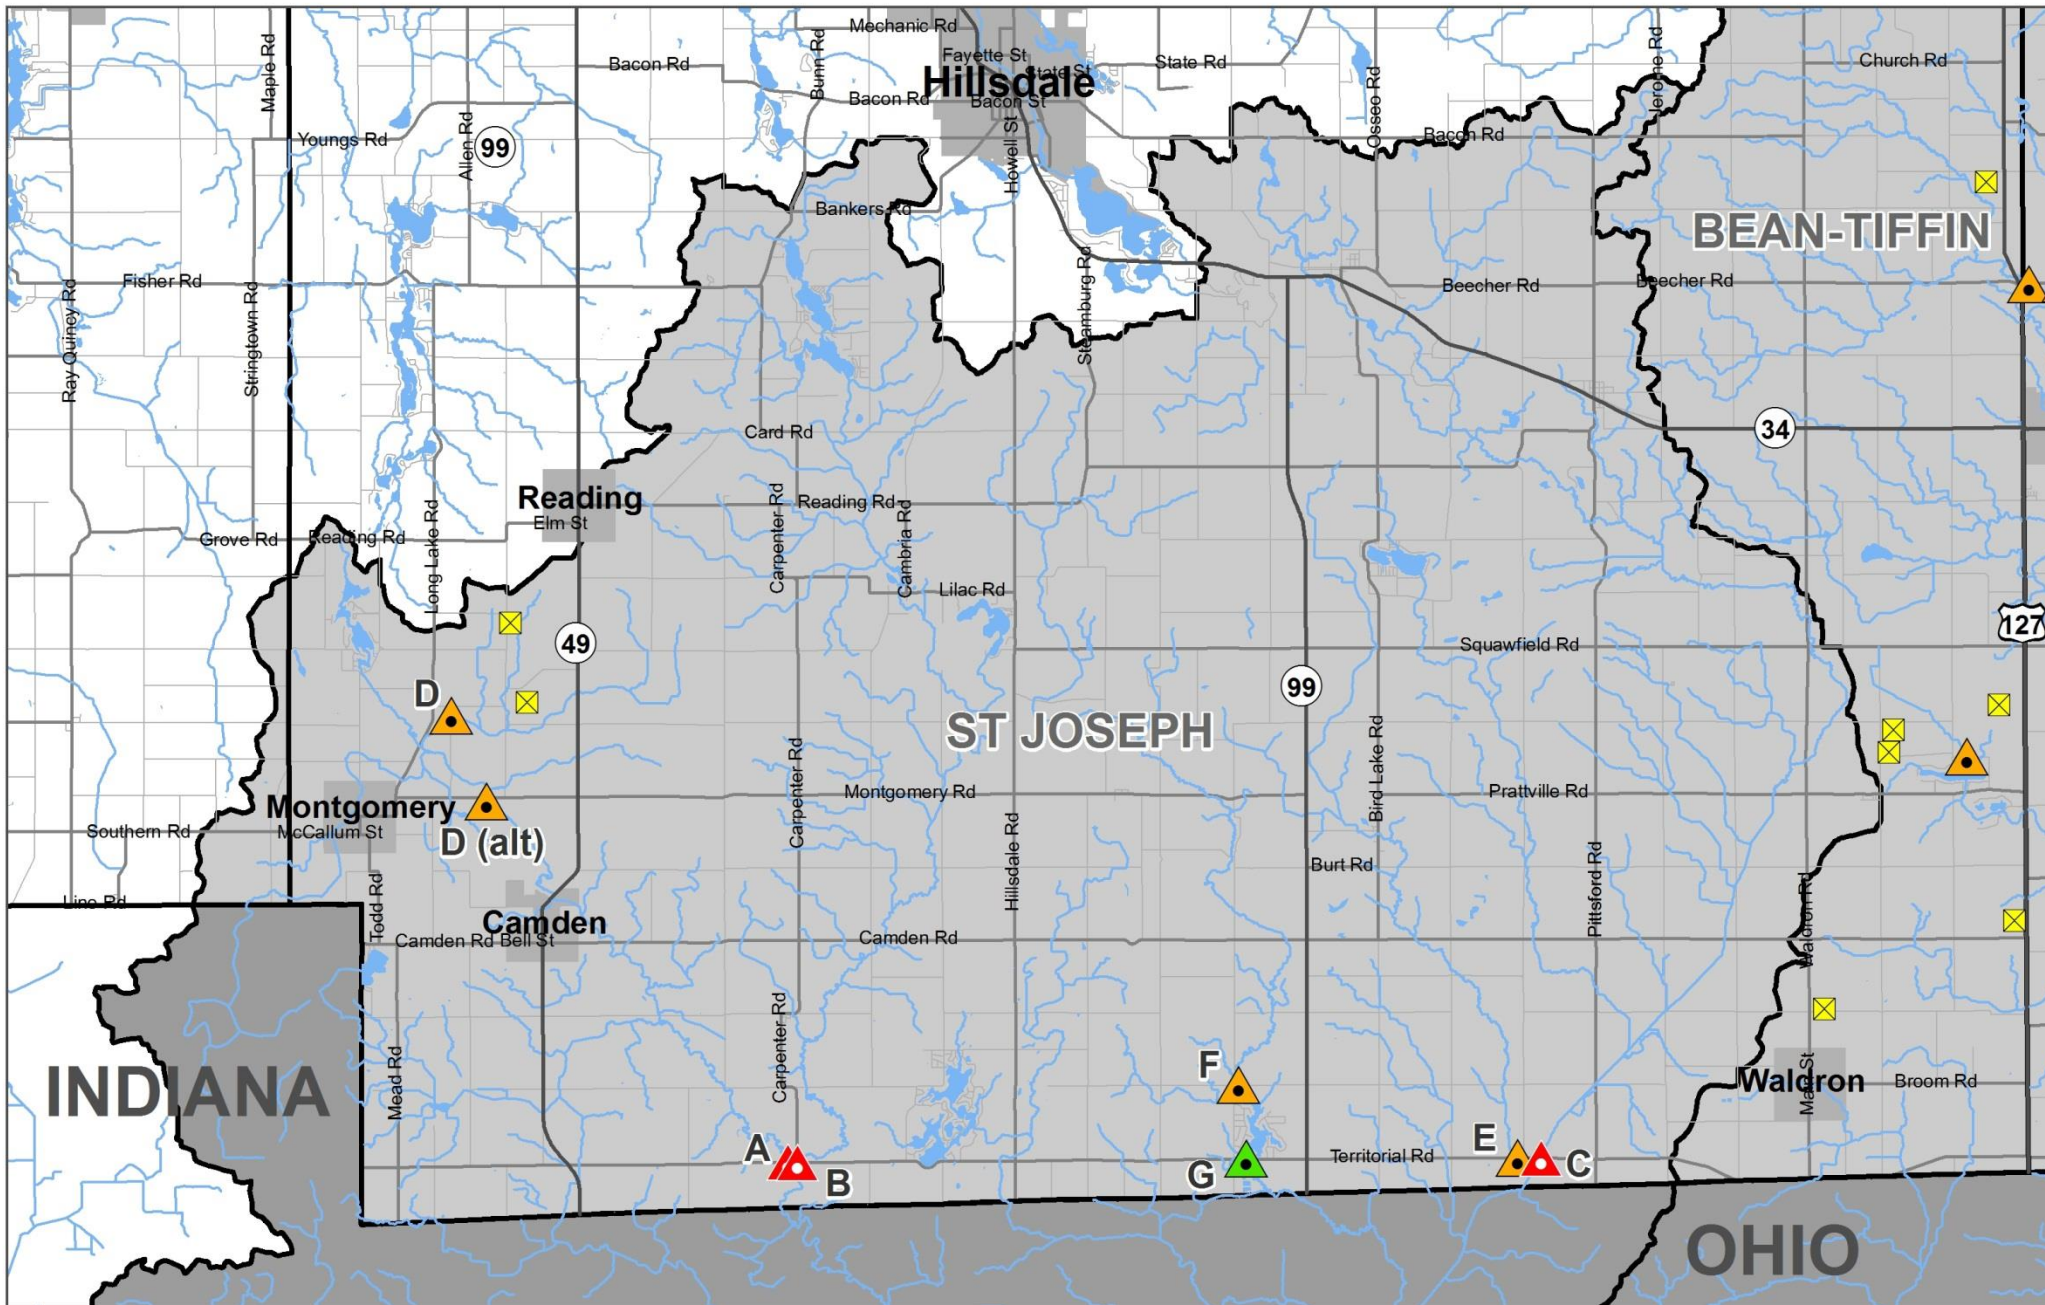 Mechanic Rd
Maple Rd
Bunn Rd
Fayette St
State St
State Rd
Jerome Rd
Church Rd
Bacon Rd
Hillsdale
Bacon Rd
Bacon St
Osseo Rd
Youngs Rd
Allen Rd
99
Howell St
Bacon Rd
Bankers Rd
BEAN-TIFFIN
Fisher Rd
Ray Quincy Rd
Stringtown Rd
Steamburg Rd
Beecher Rd
Beecher Rd
Card Rd
34
Reading
Elm St
Carpenter Rd
Reading Rd
Cambria Rd
Grove Rd
Reading Rd
Long Lake Rd
Lilac Rd
49
Squawfield Rd
127
D
99
ST JOSEPH
Bird Lake Rd
Carpenter Rd
Montgomery Rd
Prattville Rd
Montgomery
Southern Rd
McCallum St
D (alt)
Hillsdale Rd
Burt Rd
Pittsford Rd
Waldron Rd
Line Rd
Todd Rd
Camden
Camden Rd
Bell St
Camden Rd
Carpenter Rd
Mead Rd
INDIANA
F
Waldron
Main St
Broom Rd
A
B
G
Territorial Rd
E
C
OHIO